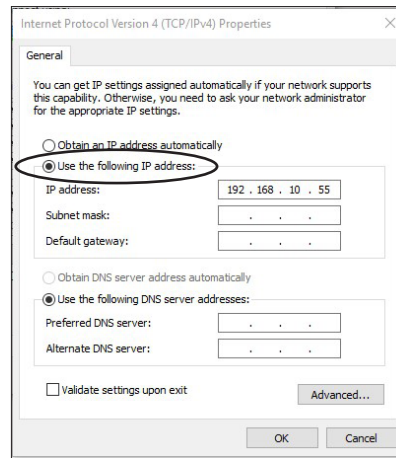 Internet Protocol Version 4 (TCP/IPv4) Properties
General
You can get IP settings assigned automatically if your network supports
this capability. Otherwise, you need to ask your network administrator
for the appropriate IP settings.
Obtain an IP address automatically
Use the following IP address:
IP address: 192 . 168 . 10 . 55
Subnet mask: . . .
Default gateway: . . .
Obtain DNS server address automatically
Use the following DNS server addresses:
Preferred DNS server: . . .
Alternate DNS server: . . .
Validate settings upon exit
Advanced...
OK Cancel